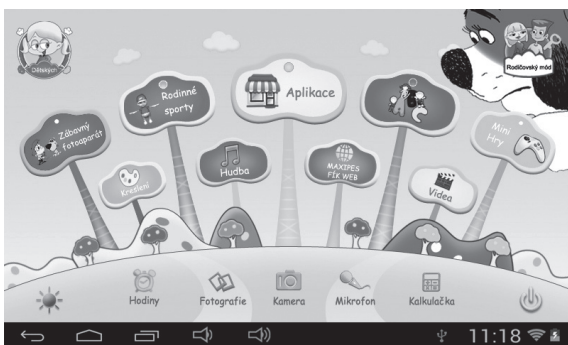 Dětských
Rodičovský mód
Rodinné
sporty
Aplikace
Zábavný
fotoaparát
Mini
Hry
Kreslení
Hudba
MAXIPES
FÍK WEB
Videa
Hodiny
Fotografie
Kamera
Mikrofon
Kalkulačka
11:18